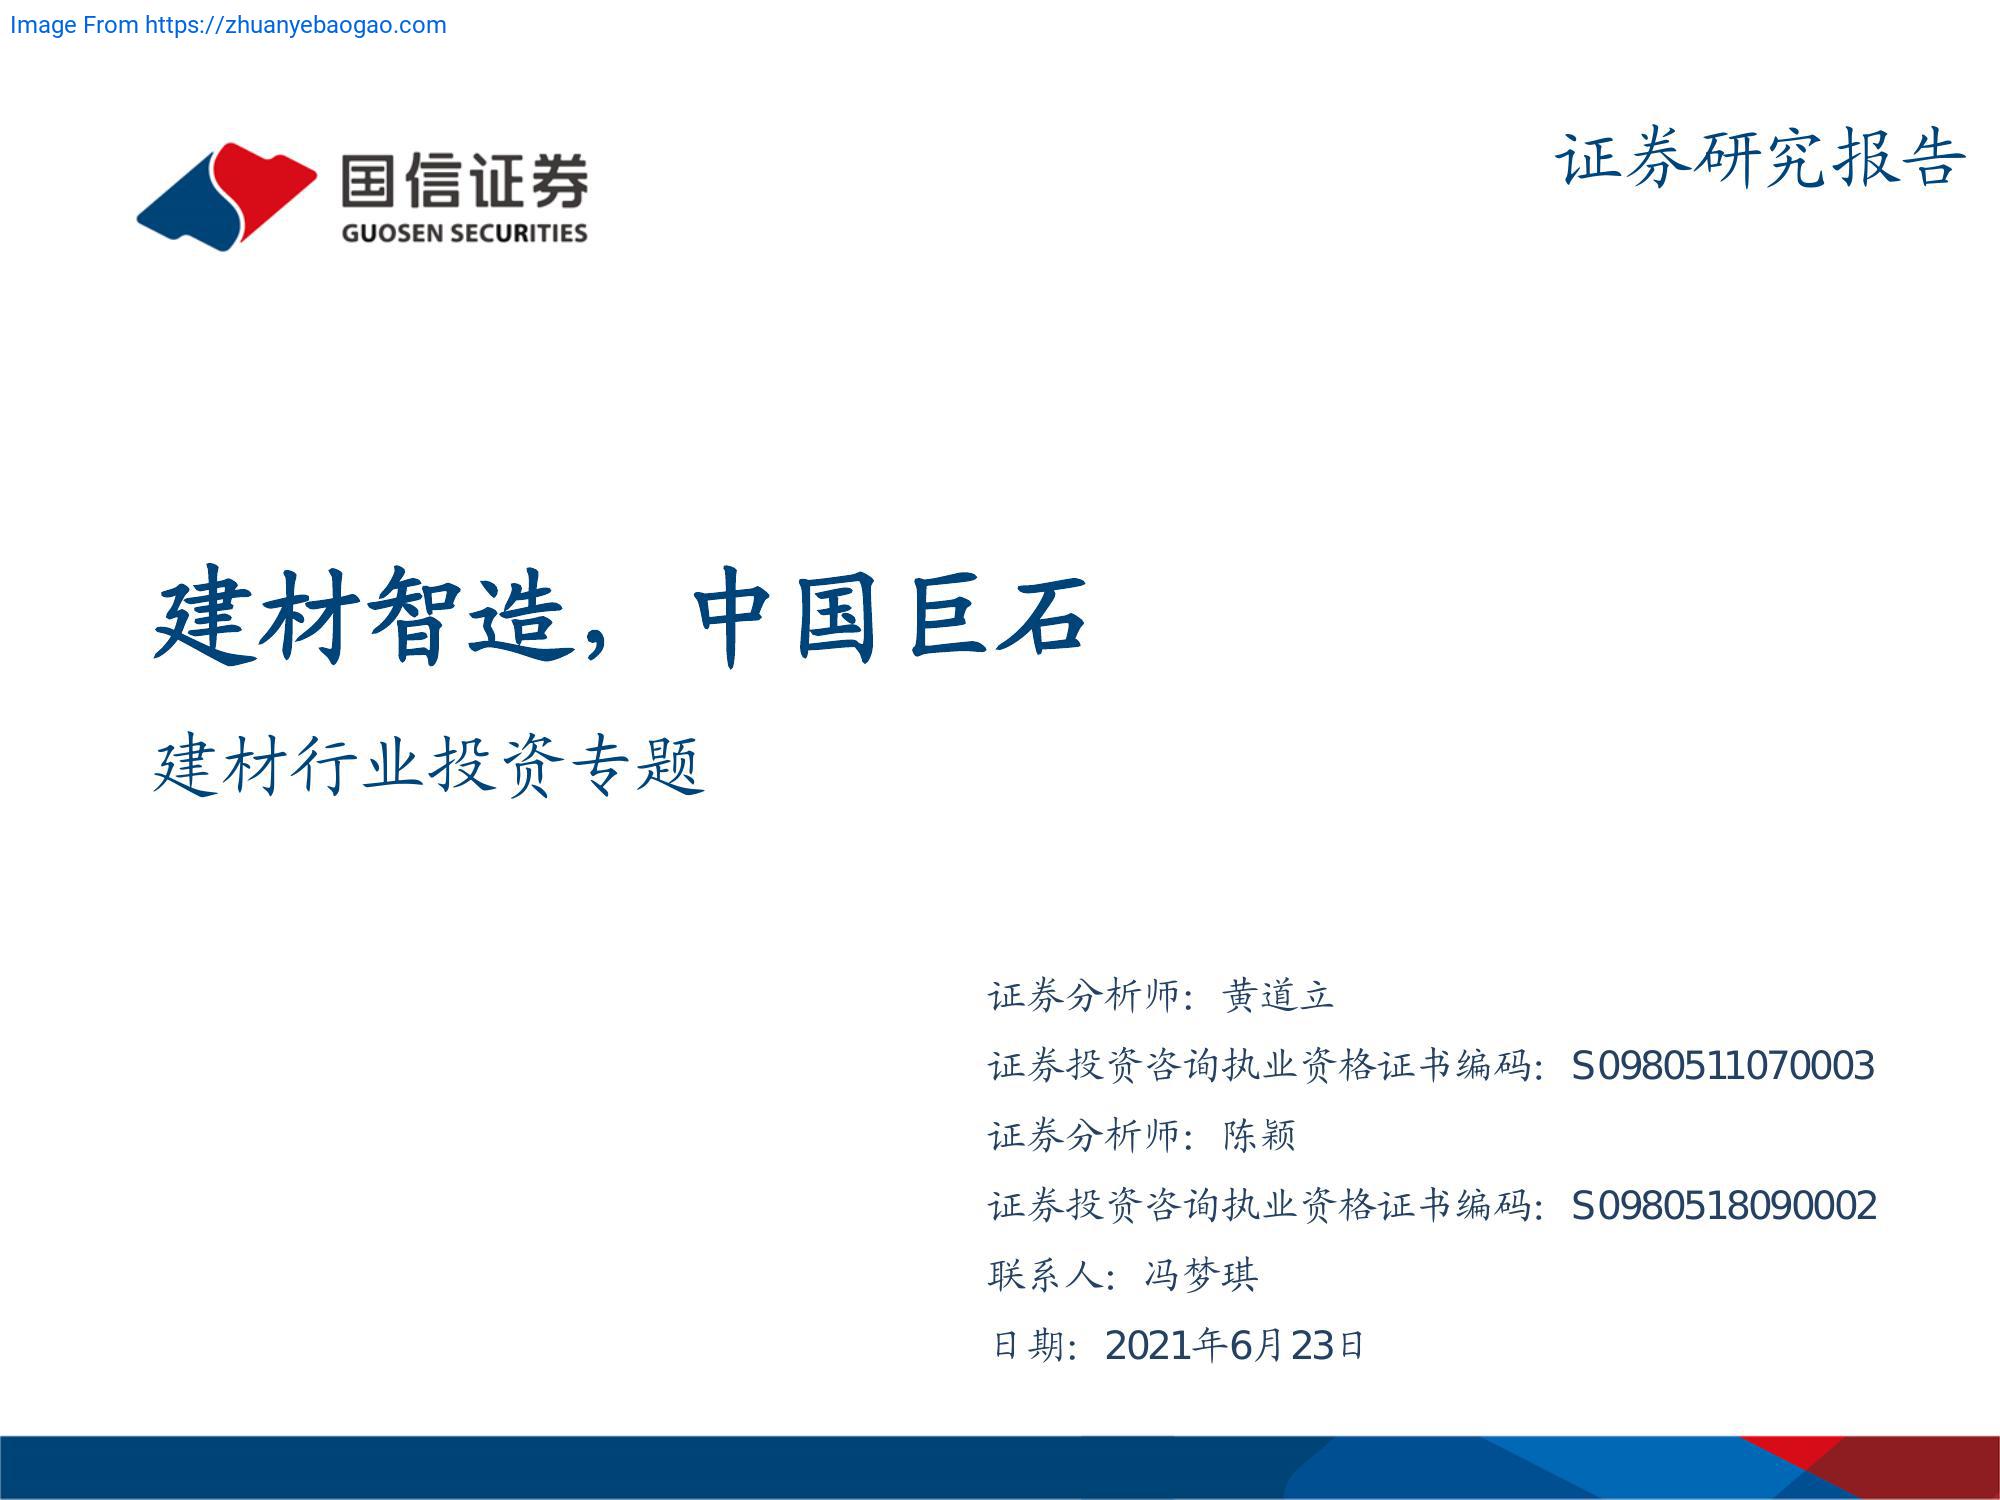 Image From https://zhuanyebaogao.com
国信证券
GUOSEN SECURITIES
证券研究报告
建材智造，中国巨石
建材行业投资专题
证券分析师：黄道立
证券投资咨询执业资格证书编码：S0980511070003
证券分析师：陈颖
证券投资咨询执业资格证书编码：S0980518090002
联系人：冯梦琪
日期：2021年6月23日